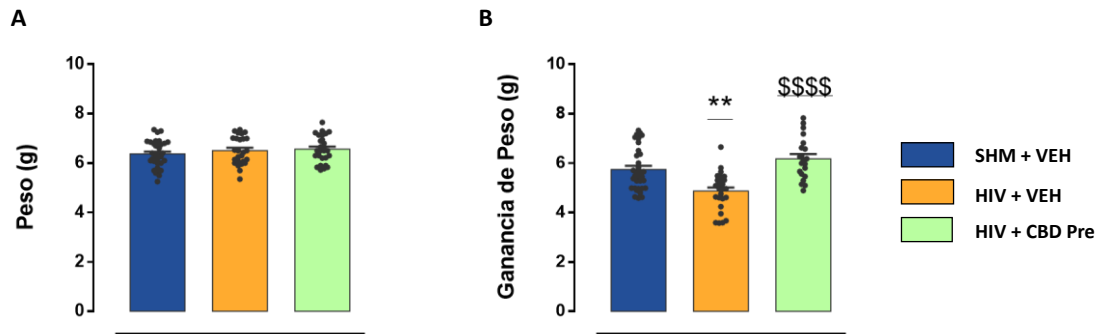 A
B
Peso (g)
10
8
6
4
2
0
Ganancia de Peso (g)
10
8
6
4
2
0
**
$$$$
SHM + VEH
HIV + VEH
HIV + CBD Pre